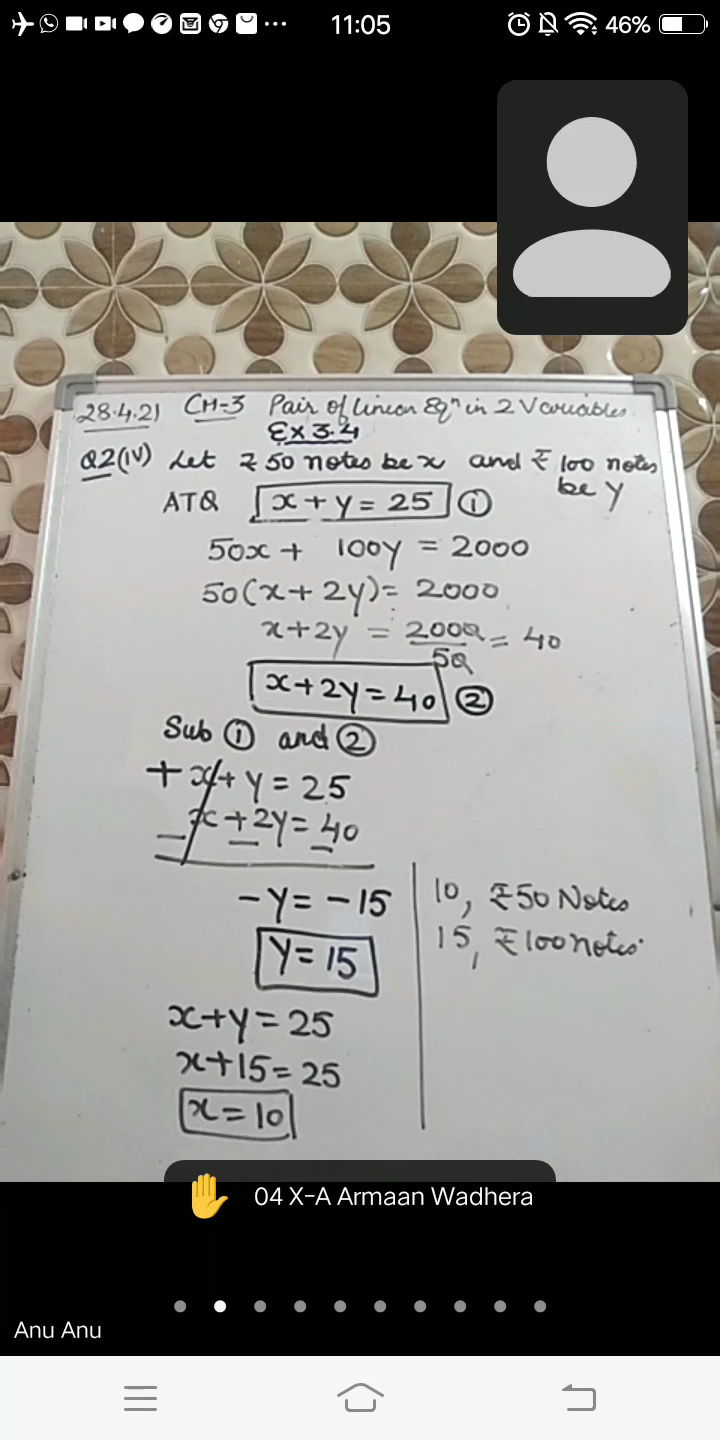 11:05
46%
28.4.21 CH-3 Pair of Linear Eqⁿ in 2 Variables.
EX 3.4
Q2(IV) Let ₹ 50 notes be x and ₹ 100 notes
be y
ATQ x + y = 25 ①
50x + 100y = 2000
50(x + 2y) = 2000
x + 2y = 2000/50 = 40
x + 2y = 40 ②
Sub ① and ②
+ x + y = 25
- x + 2y = 40
- -
- y = - 15
y = 15
10, ₹50 Notes
15, ₹100 notes.
x + y = 25
x + 15 = 25
x = 10
04 X-A Armaan Wadhera
Anu Anu